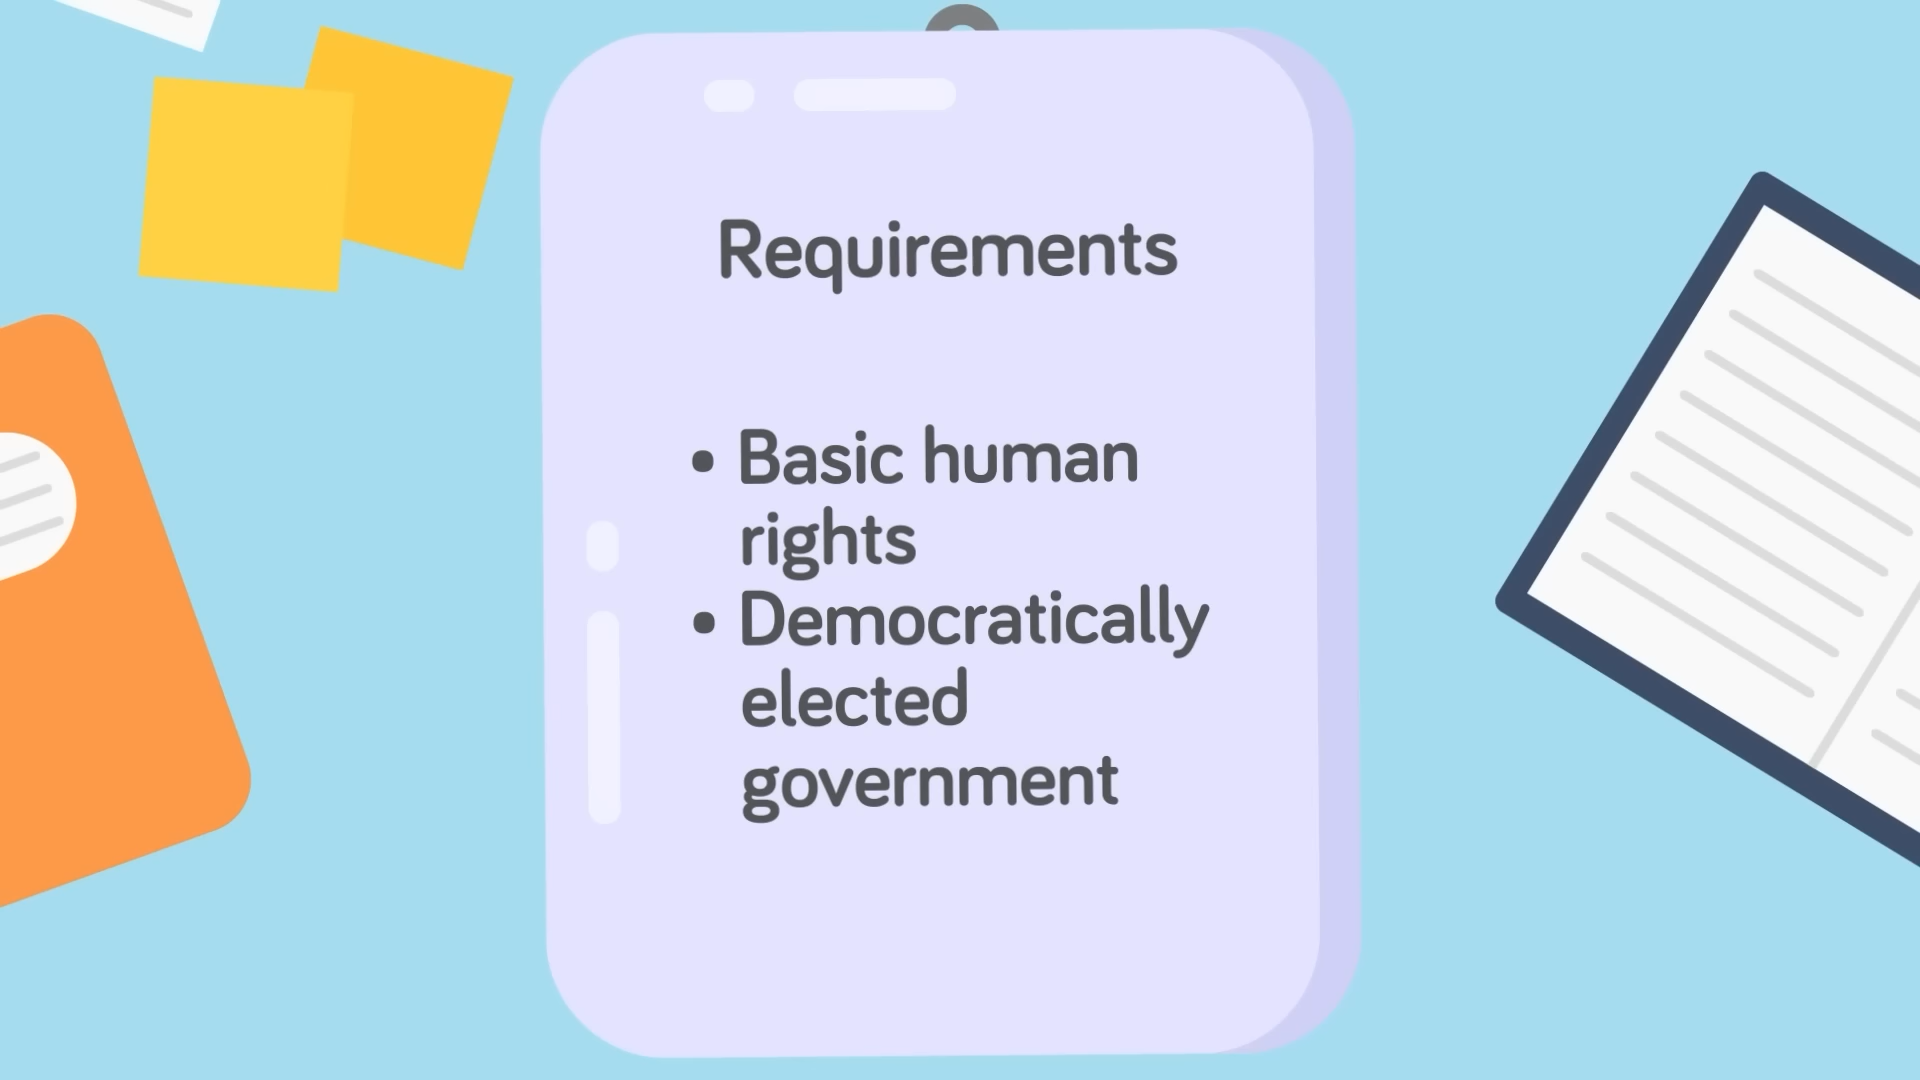 Requirements
• Basic human
rights
• Democratically
elected
government